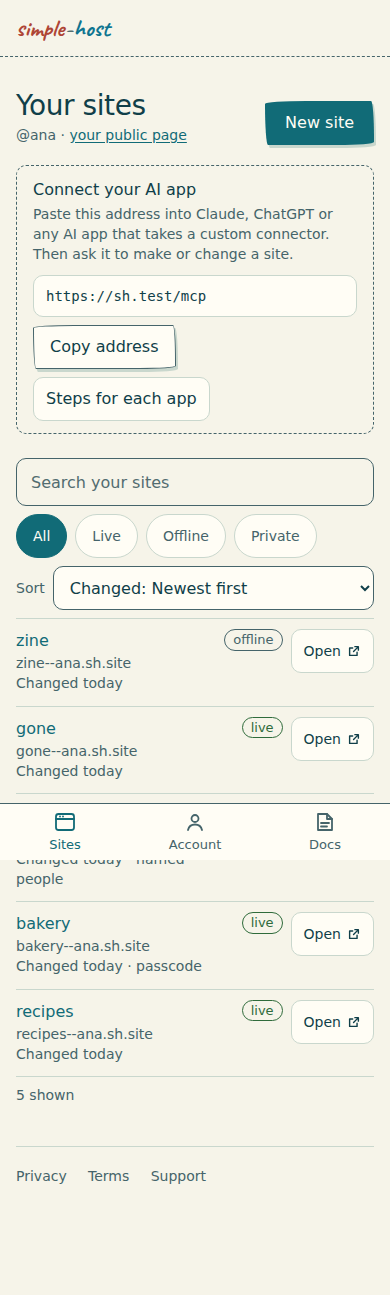 simple-host
Your sites
@ana · your public page
New site
Connect your AI app
Paste this address into Claude, ChatGPT or
any AI app that takes a custom connector.
Then ask it to make or change a site.
https://sh.test/mcp
Copy address
Steps for each app
Search your sites
All Live Offline Private
Sort Changed: Newest first
zine offline Open
zine--ana.sh.site
Changed today
gone live Open
gone--ana.sh.site
Changed today
Sites Account Docs
Changed today · named
people
bakery live Open
bakery--ana.sh.site
Changed today · passcode
recipes live Open
recipes--ana.sh.site
Changed today
5 shown
Privacy Terms Support